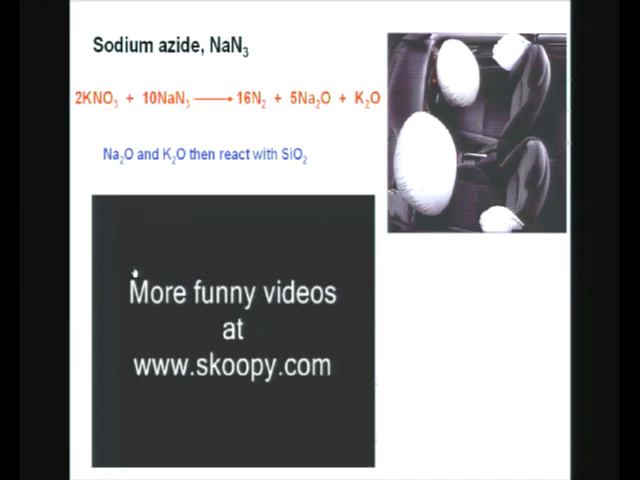 Sodium azide, NaN₃
2KNO₃ + 10NaN₃ ⟶ 16N₂ + 5Na₂O + K₂O
Na₂O and K₂O then react with SiO₂
More funny videos
at
www.skoopy.com